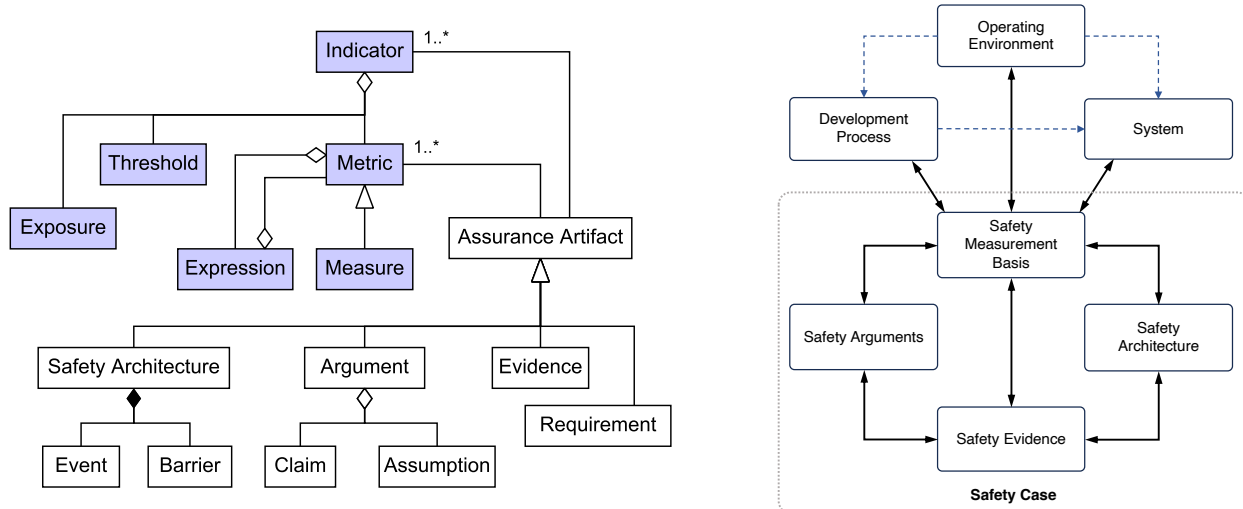 Indicator
1..*
Threshold
Metric
1..*
Exposure
Expression
Measure
Assurance Artifact
Safety Architecture
Argument
Evidence
Requirement
Event
Barrier
Claim
Assumption
Operating
Environment
Development
Process
System
Safety
Measurement
Basis
Safety Arguments
Safety
Architecture
Safety Evidence
Safety Case